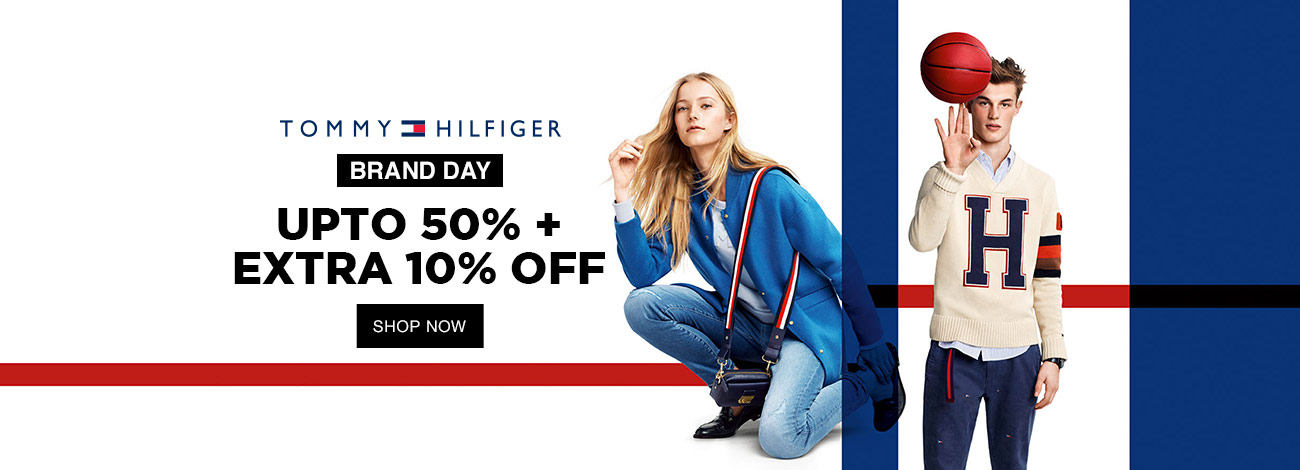 TOMMY HILFIGER
BRAND DAY
UPTO 50% +
EXTRA 10% OFF
SHOP NOW
H